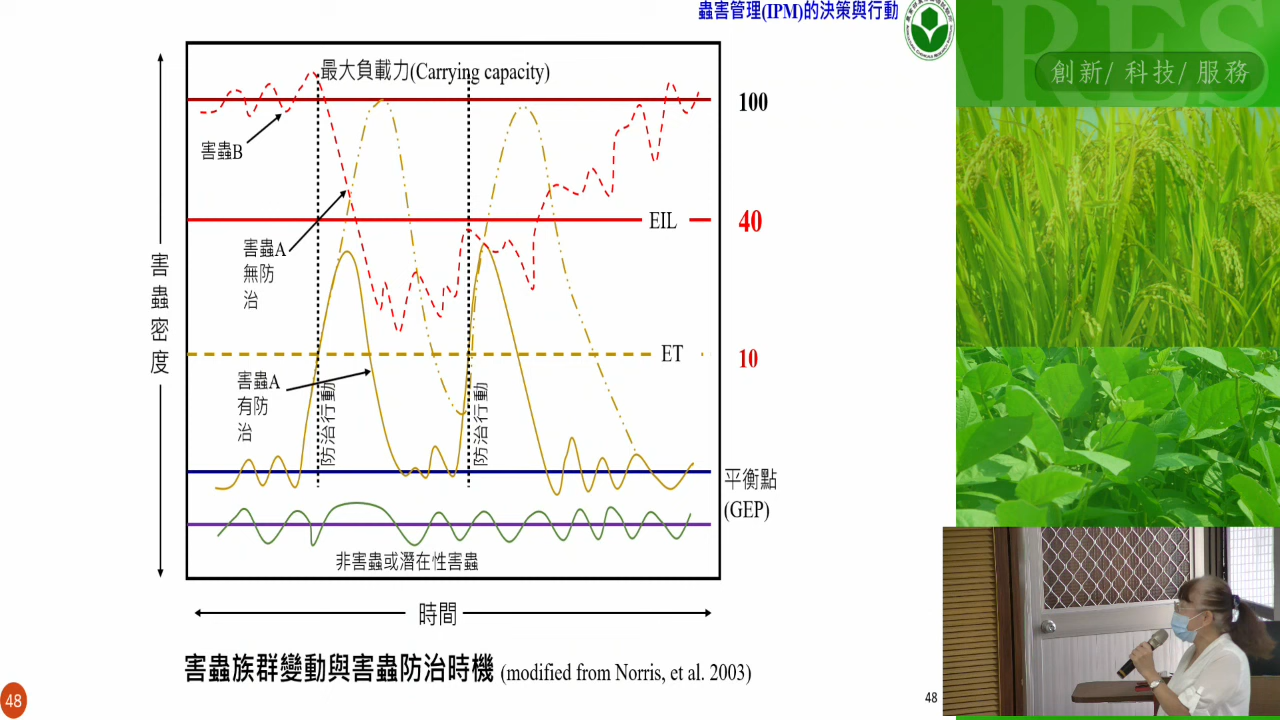 蟲害管理(IPM)的決策與行動
創新/ 科技/ 服務
ARES
最大負載力(Carrying capacity)
100
害蟲B
EIL
40
害蟲A
無防
治
害蟲密度
ET
10
害蟲A
有防
治
防治行動
防治行動
平衡點
(GEP)
非害蟲或潛在性害蟲
時間
害蟲族群變動與害蟲防治時機 (modified from Norris, et al. 2003)
48
48